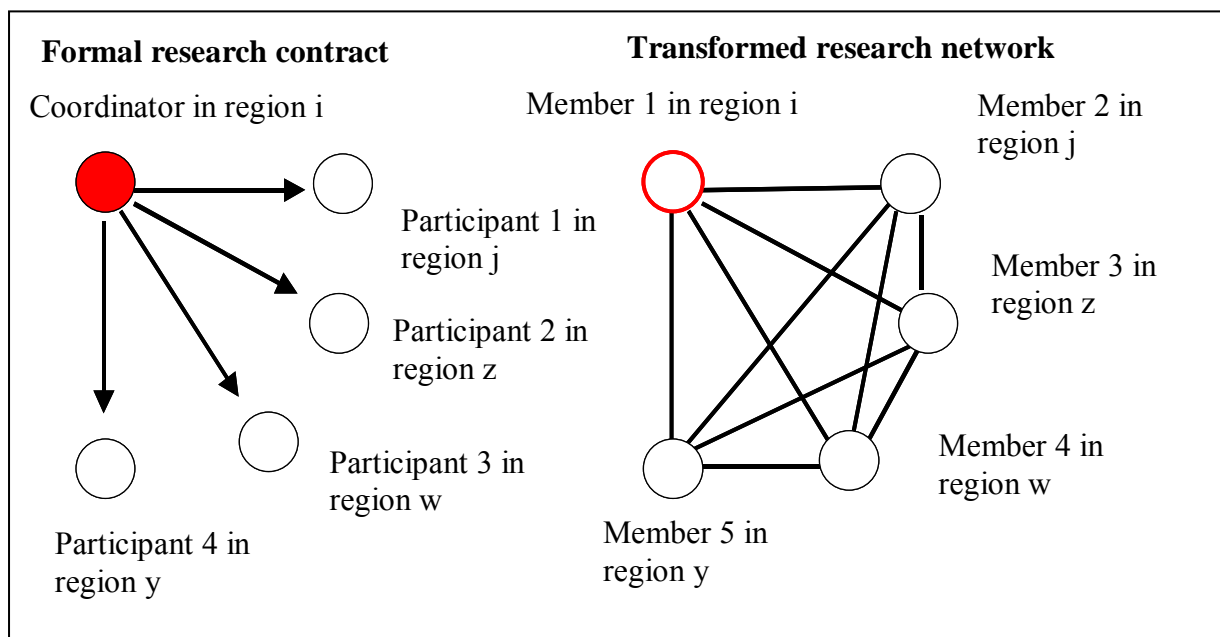 Formal research contract
Coordinator in region i
Participant 1 in
region j
Participant 2 in
region z
Participant 3 in
region w
Participant 4 in
region y
Transformed research network
Member 1 in region i
Member 2 in
region j
Member 3 in
region z
Member 4 in
region w
Member 5 in
region y